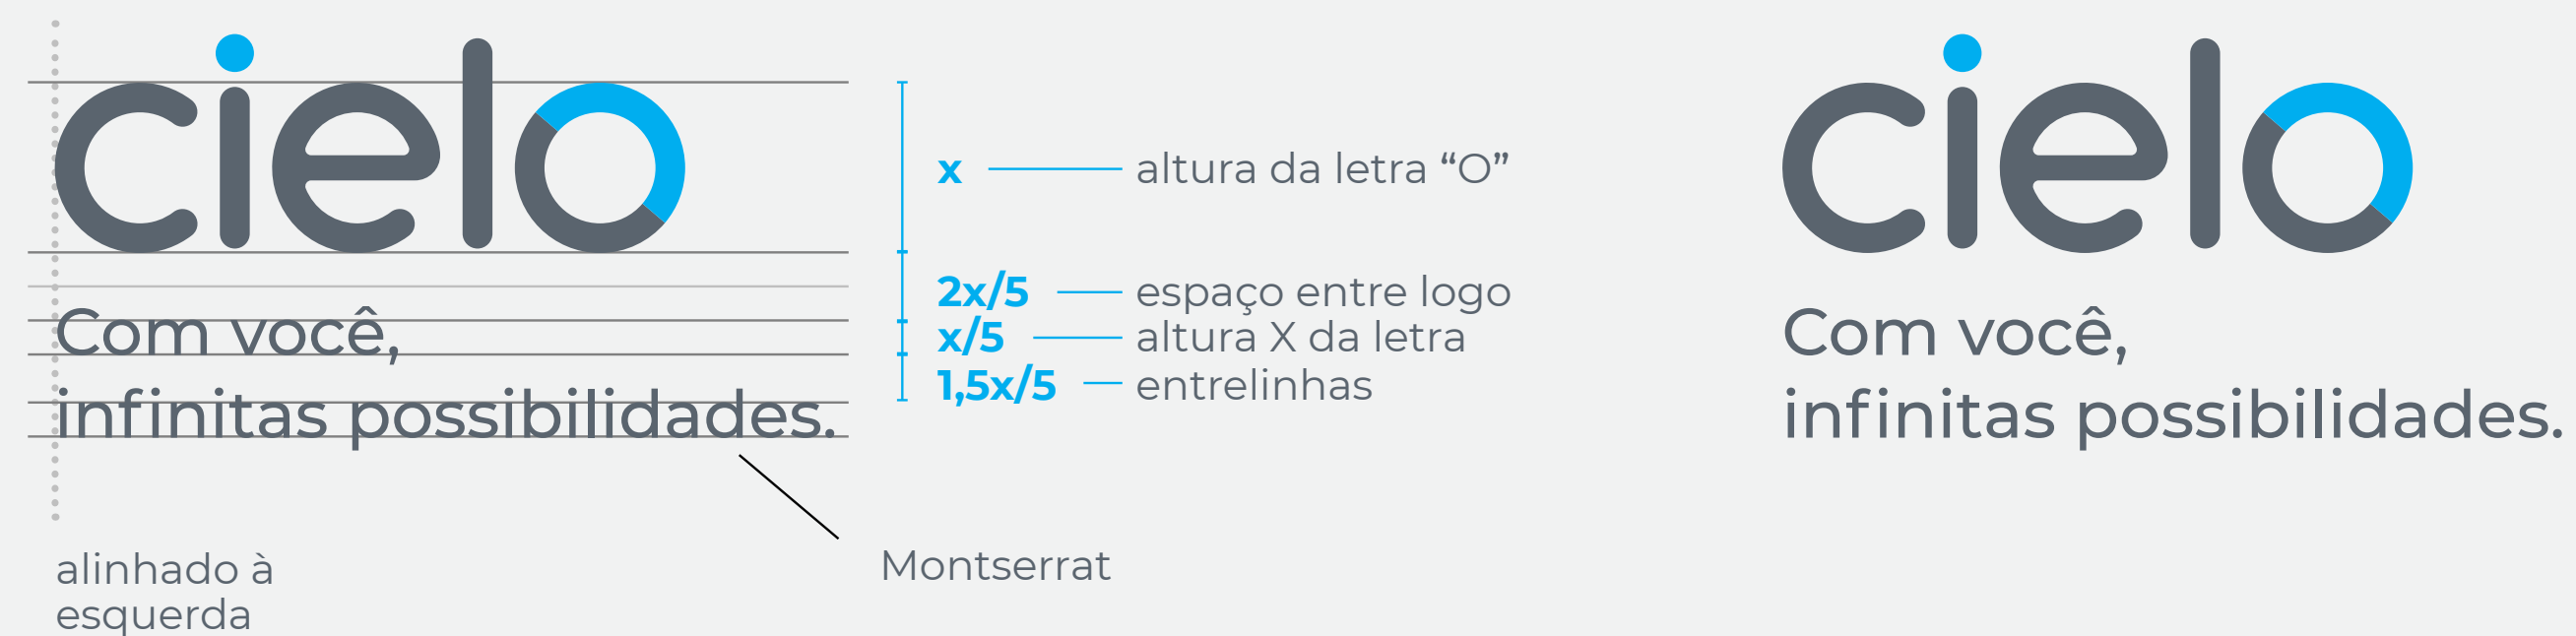 cielo
Com você,
infinitas possibilidades.
x altura da letra “O”
2x/5 espaço entre logo
x/5 altura X da letra
1,5x/5 entrelinhas
Montserrat
alinhado à
esquerda
cielo
Com você,
infinitas possibilidades.